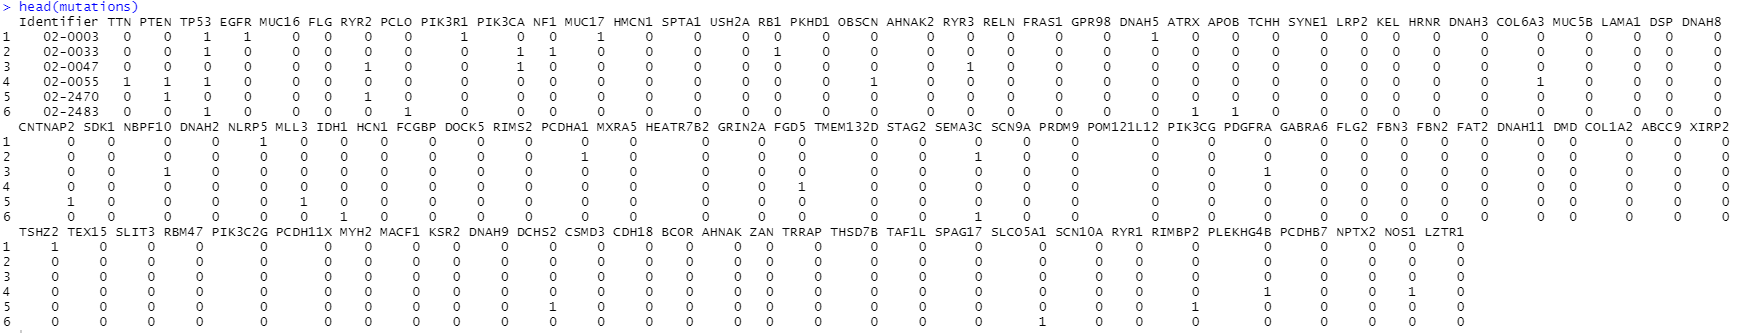 > head(mutations)
Identifier TTN PTEN TP53 EGFR MUC16 FLG RYR2 PCLO PIK3R1 PIK3CA NF1 MUC17 HMCN1 SPTA1 USH2A RB1 PKHD1 OBSCN AHNAK2 RYR3 RELN FRAS1 GPR98 DNAH5 ATRX APOB TCHH SYNE1 LRP2 KEL HRNR DNAH3 COL6A3 MUC5B LAMA1 DSP DNAH8
1 02-0003 0 0 1 1 0 0 0 0 1 0 0 1 0 0 0 0 0 0 0 0 0 0 0 1 0 0 0 0 0 0 0 0 0 0 0 0 0
2 02-0033 0 0 1 0 0 0 0 0 0 1 1 0 0 0 0 1 0 0 0 0 0 0 0 0 0 0 0 0 0 0 0 0 0 0 0 0 0
3 02-0047 0 0 0 0 0 0 1 0 0 1 0 0 0 0 0 0 0 0 0 1 0 0 0 0 0 0 0 0 0 0 0 0 0 0 0 0 0
4 02-0055 1 1 1 0 0 0 0 0 0 0 0 0 0 0 0 0 0 1 0 0 0 0 0 0 0 0 0 0 0 0 0 0 1 0 0 0 0
5 02-2470 0 1 0 0 0 0 1 0 0 0 0 0 0 0 0 0 0 0 0 0 0 0 0 0 0 0 0 0 0 0 0 0 0 0 0 0 0
6 02-2483 0 0 1 0 0 0 0 1 0 0 0 0 0 0 0 0 0 0 0 0 0 0 0 0 1 1 0 0 0 0 0 0 0 0 0 0 0
CNTNAP2 SDK1 NBPF10 DNAH2 NLRP5 MLL3 IDH1 HCN1 FCGBP DOCK5 RIMS2 PCDHA1 MXRA5 HEATR7B2 GRIN2A FGD5 TMEM132D STAG2 SEMA3C SCN9A PRDM9 POM121L12 PIK3CG PDGFRA GABRA6 FLG2 FBN3 FBN2 FAT2 DNAH11 DMD COL1A2 ABCC9 XIRP2
1 0 0 0 0 1 0 0 0 0 0 0 0 0 0 0 0 0 0 0 0 0 0 0 0 0 0 0 0 0 0 0 0 0 0
2 0 0 0 0 0 0 0 0 0 0 0 1 0 0 0 0 0 0 1 0 0 0 0 0 0 0 0 0 0 0 0 0 0 0
3 0 0 1 0 0 0 0 0 0 0 0 0 0 0 0 0 0 0 0 0 0 0 0 1 0 0 0 0 0 0 0 0 0 0
4 0 0 0 0 0 0 0 0 0 0 0 0 0 0 0 1 0 0 0 0 0 0 0 0 0 0 0 0 0 0 0 0 0 0
5 1 0 0 0 0 1 0 0 0 0 0 0 0 0 0 0 0 0 0 0 0 0 0 0 0 0 0 0 0 0 0 0 0 0
6 0 0 0 0 0 0 1 0 0 0 0 0 0 0 0 0 0 0 1 0 0 0 0 0 0 0 0 0 0 0 0 0 0 0
TSHZ2 TEX15 SLIT3 RBM47 PIK3C2G PCDH11X MYH2 MACF1 KSR2 DNAH9 DCHS2 CSMD3 CDH18 BCOR AHNAK ZAN TRRAP THSD7B TAF1L SPAG17 SLCO5A1 SCN10A RYR1 RIMBP2 PLEKHG4B PCDHB7 NPTX2 NOS1 LZTR1
1 1 0 0 0 0 0 0 0 0 0 0 0 0 0 0 0 0 0 0 0 0 0 0 0 0 0 0 0 0
2 0 0 0 0 0 0 0 0 0 0 0 0 0 0 0 0 0 0 0 0 0 0 0 0 0 0 0 0 0
3 0 0 0 0 0 0 0 0 0 0 0 0 0 0 0 0 0 0 0 0 0 0 0 0 0 0 0 0 0
4 0 0 0 0 0 0 0 0 0 0 0 0 0 0 0 0 0 0 0 0 0 0 0 0 1 0 0 1 0
5 0 0 0 0 0 0 0 0 0 0 1 0 0 0 0 0 0 0 0 0 0 0 0 1 0 0 0 0 0
6 0 0 0 0 0 0 0 0 0 0 0 0 0 0 0 0 0 0 0 0 1 0 0 0 0 0 0 0 0